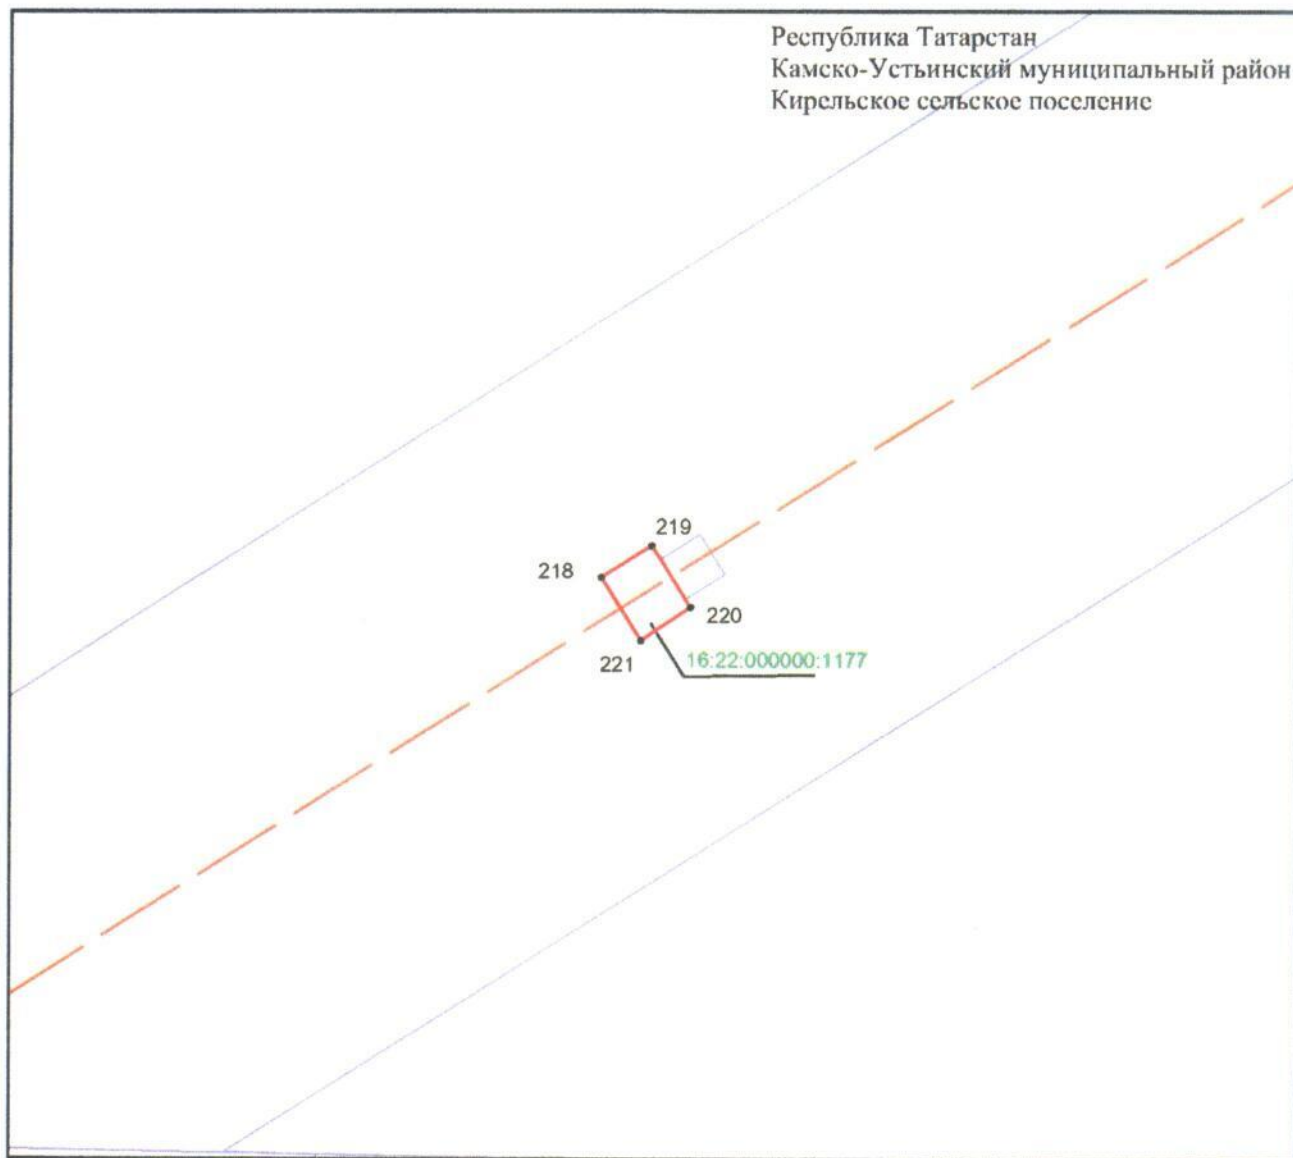 Республика Татарстан
Камско-Устьинский муниципальный район
Кирельское сельское поселение
219
218
220
221
16:22:000000:1177